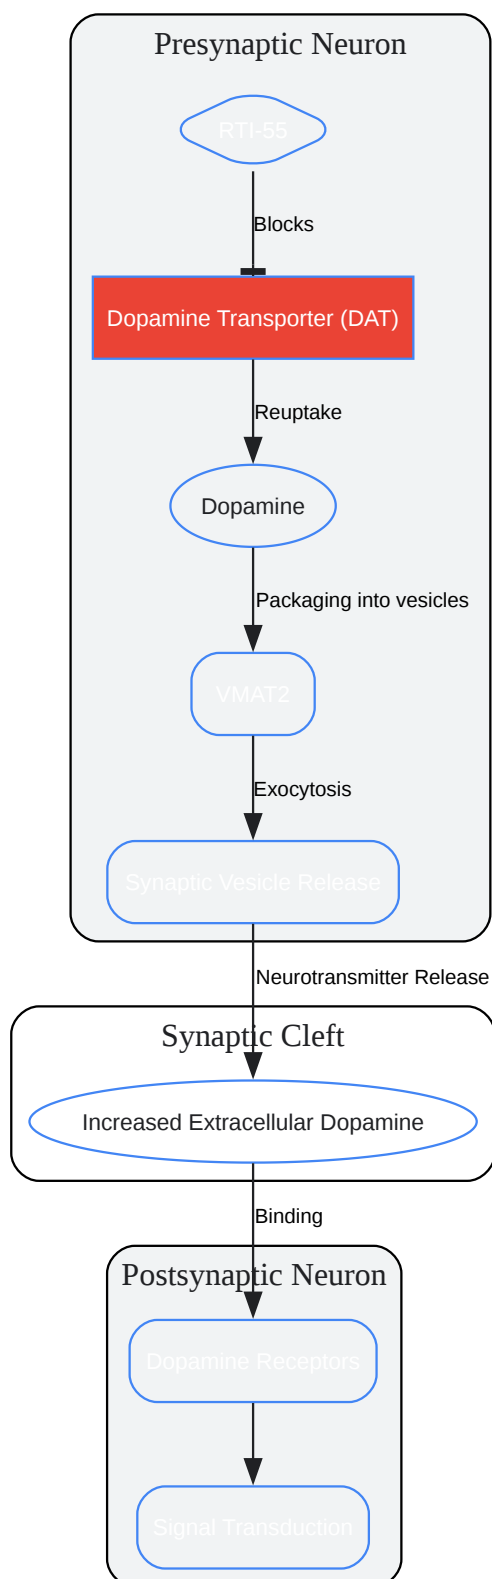 Presynaptic Neuron
RTI-55
Blocks
Dopamine Transporter (DAT)
Reuptake
Dopamine
Packaging into vesicles
VMAT2
Exocytosis
Synaptic Vesicle Release
Neurotransmitter Release
Synaptic Cleft
Increased Extracellular Dopamine
Binding
Postsynaptic Neuron
Dopamine Receptors
Signal Transduction